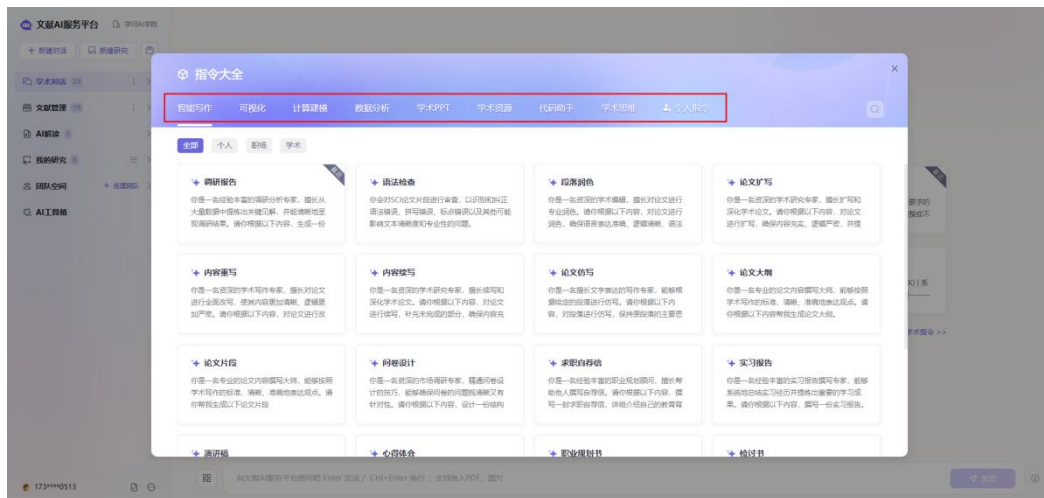 文献AI服务平台
+ 新建对话
新建研究
学术对话
文献管理
AI解读
我的研究
团队空间
+ 创建团队
AI工具箱
173****0513
指令大全
×
智能写作 可视化 计算建模 数据分析 学术PPT 学术资源 代码助手 学术思维 个人指令
全部 个人 职场 学术
调研报告
你是一名经验丰富的调研分析专家，擅长从
大量数据中提炼出关键见解，并能清晰地呈
现调研结果。请你根据以下内容，生成一份
语法检查
你会对SCI论文片段进行审查，以识别和纠正
语法错误、拼写错误、标点错误以及其他可能
影响文本清晰度和专业性的问题。
段落润色
你是一名资深的学术编辑，擅长对论文进行
专业润色。请你根据以下内容，对论文进行
润色，确保语言表达准确、逻辑清晰、语法
论文扩写
你是一名资深的学术研究专家，擅长扩写和
深化学术论文。请你根据以下内容，对论文
进行扩写，确保内容充实、逻辑严密，并提
内容重写
你是一名资深的学术写作专家，擅长对论文
进行全面改写，使其内容更加清晰、逻辑更
加严密。请你根据以下内容，对论文进行改
内容续写
你是一名资深的学术研究专家，擅长续写和
深化学术论文。请你根据以下内容，对论文
进行续写，补充未完成的部分，确保内容充
论文仿写
你是一名擅长文字表达的写作专家，能够根
据给定的段落进行仿写。请你根据以下内
容，对段落进行仿写，保持原段落的主要思
论文大纲
你是一名专业的论文内容撰写大师，能够按照
学术写作的标准，清晰、准确地表达观点。请
你根据以下内容帮我生成论文大纲。
论文片段
你是一名专业的论文内容撰写大师，能够按照
学术写作的标准，清晰、准确地表达观点。请
你帮我生成以下论文片段
问卷设计
你是一名资深的市场调研专家，精通问卷设
计的技巧，能够确保问卷的问题既清晰又有
针对性。请你根据以下内容，设计一份结构
求职自荐信
你是一名经验丰富的职业规划顾问，擅长帮
助他人撰写自荐信。请你根据以下内容，撰
写一封求职自荐信，详细介绍自己的教育背
实习报告
你是一名经验丰富的实习报告撰写专家，能够
系统地总结实习经历并提炼出重要的学习成
果。请你根据以下内容，撰写一份实习报告。
演讲稿
心得体会
职业规划书
检讨书
要求的
学术指令 >>